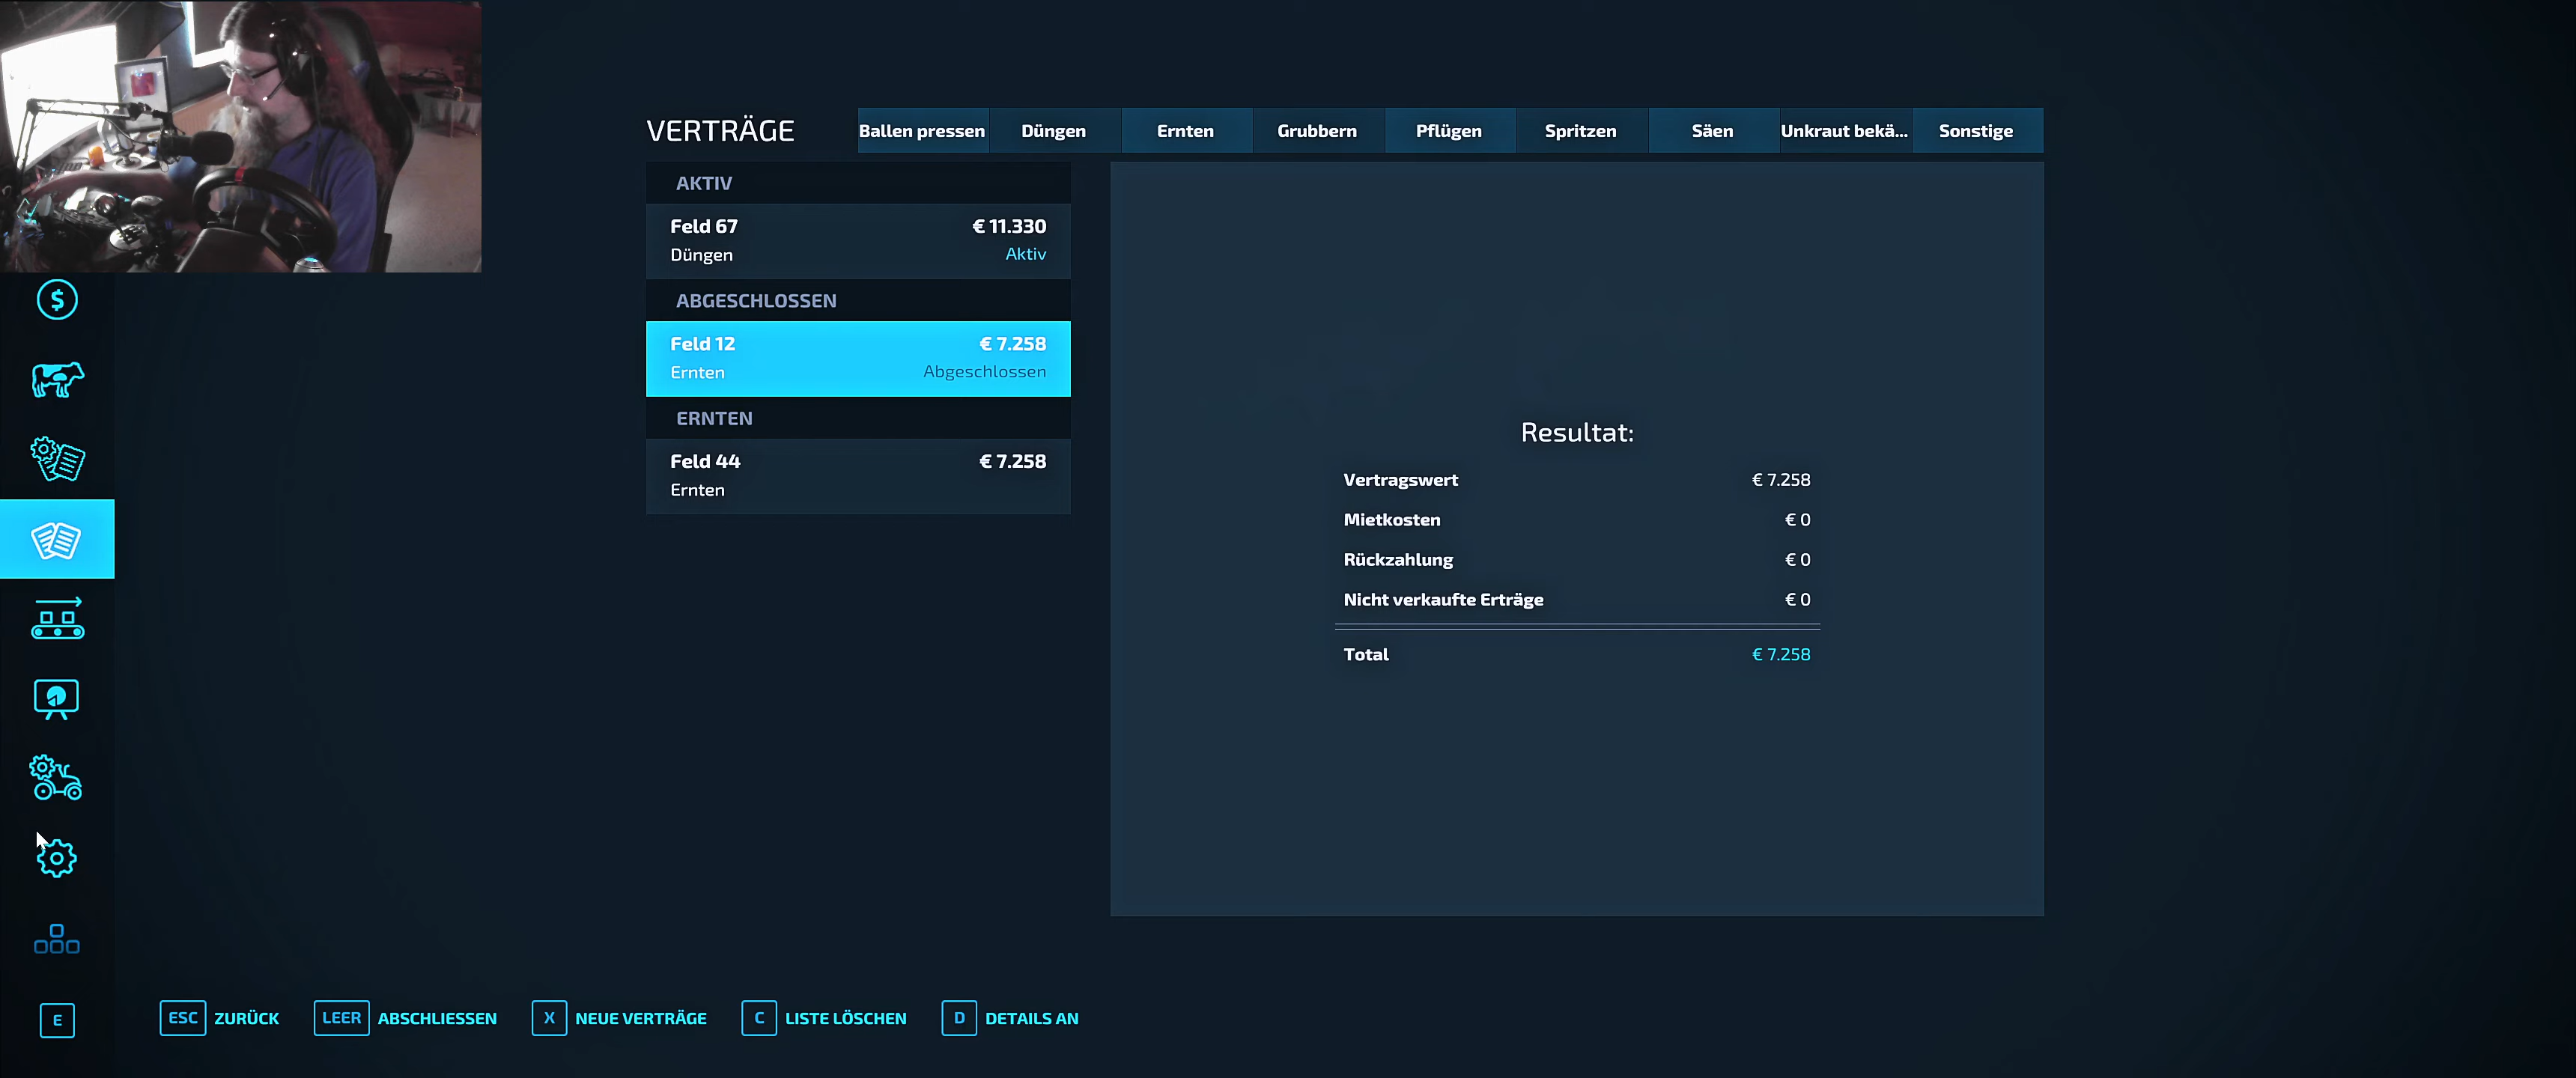 VERTRÄGE
Ballen pressen
Düngen
Ernten
Grubbern
Pflügen
Spritzen
Säen
Unkraut bekä...
Sonstige
AKTIV
Feld 67 € 11.330
Düngen Aktiv
ABGESCHLOSSEN
Feld 12 € 7.258
Ernten Abgeschlossen
ERNTEN
Feld 44 € 7.258
Ernten
Resultat:
Vertragswert € 7.258
Mietkosten € 0
Rückzahlung € 0
Nicht verkaufte Erträge € 0
Total € 7.258
E
ESC ZURÜCK
LEER ABSCHLIESSEN
X NEUE VERTRÄGE
C LISTE LÖSCHEN
D DETAILS AN